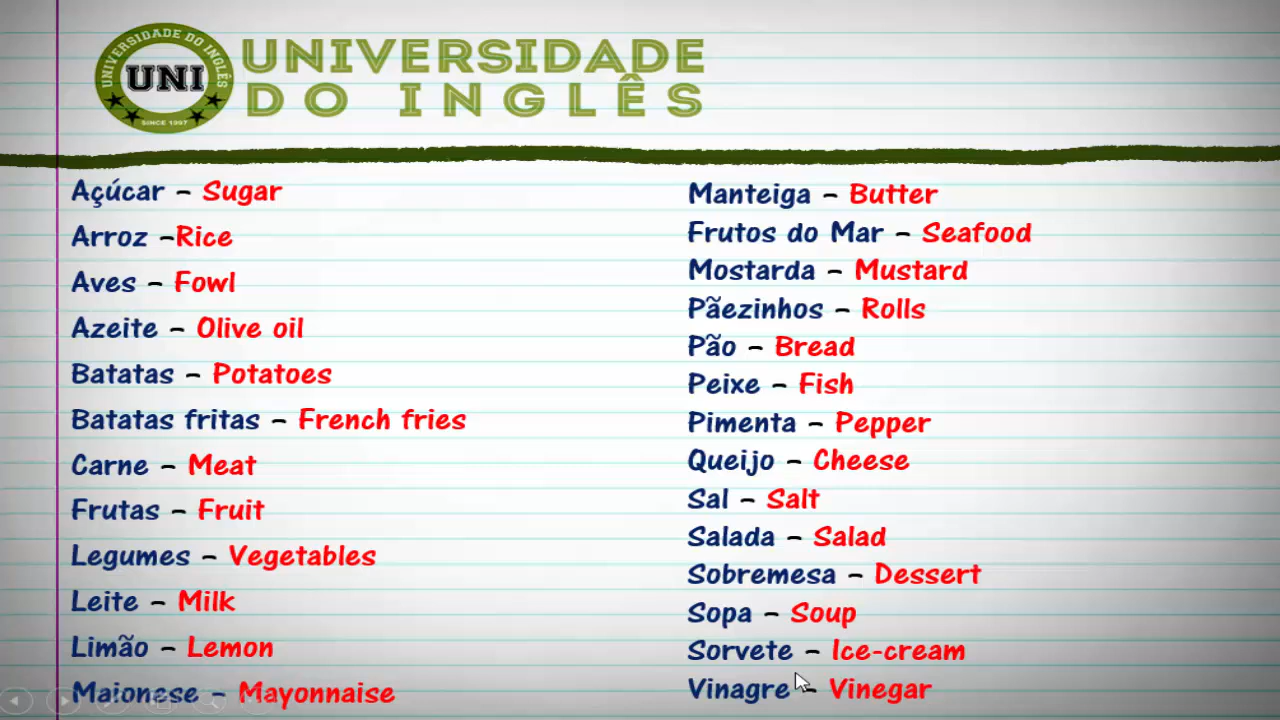 UNIVERSIDADE DO INGLÊS
UNI
SINCE 1997
UNIVERSIDADE
DO INGLÊS
Açúcar – Sugar
Arroz –Rice
Aves – Fowl
Azeite – Olive oil
Batatas – Potatoes
Batatas fritas – French fries
Carne – Meat
Frutas – Fruit
Legumes – Vegetables
Leite – Milk
Limão – Lemon
Maionese – Mayonnaise
Manteiga – Butter
Frutos do Mar – Seafood
Mostarda – Mustard
Pãezinhos – Rolls
Pão – Bread
Peixe – Fish
Pimenta – Pepper
Queijo – Cheese
Sal – Salt
Salada – Salad
Sobremesa – Dessert
Sopa – Soup
Sorvete – Ice-cream
Vinagre – Vinegar